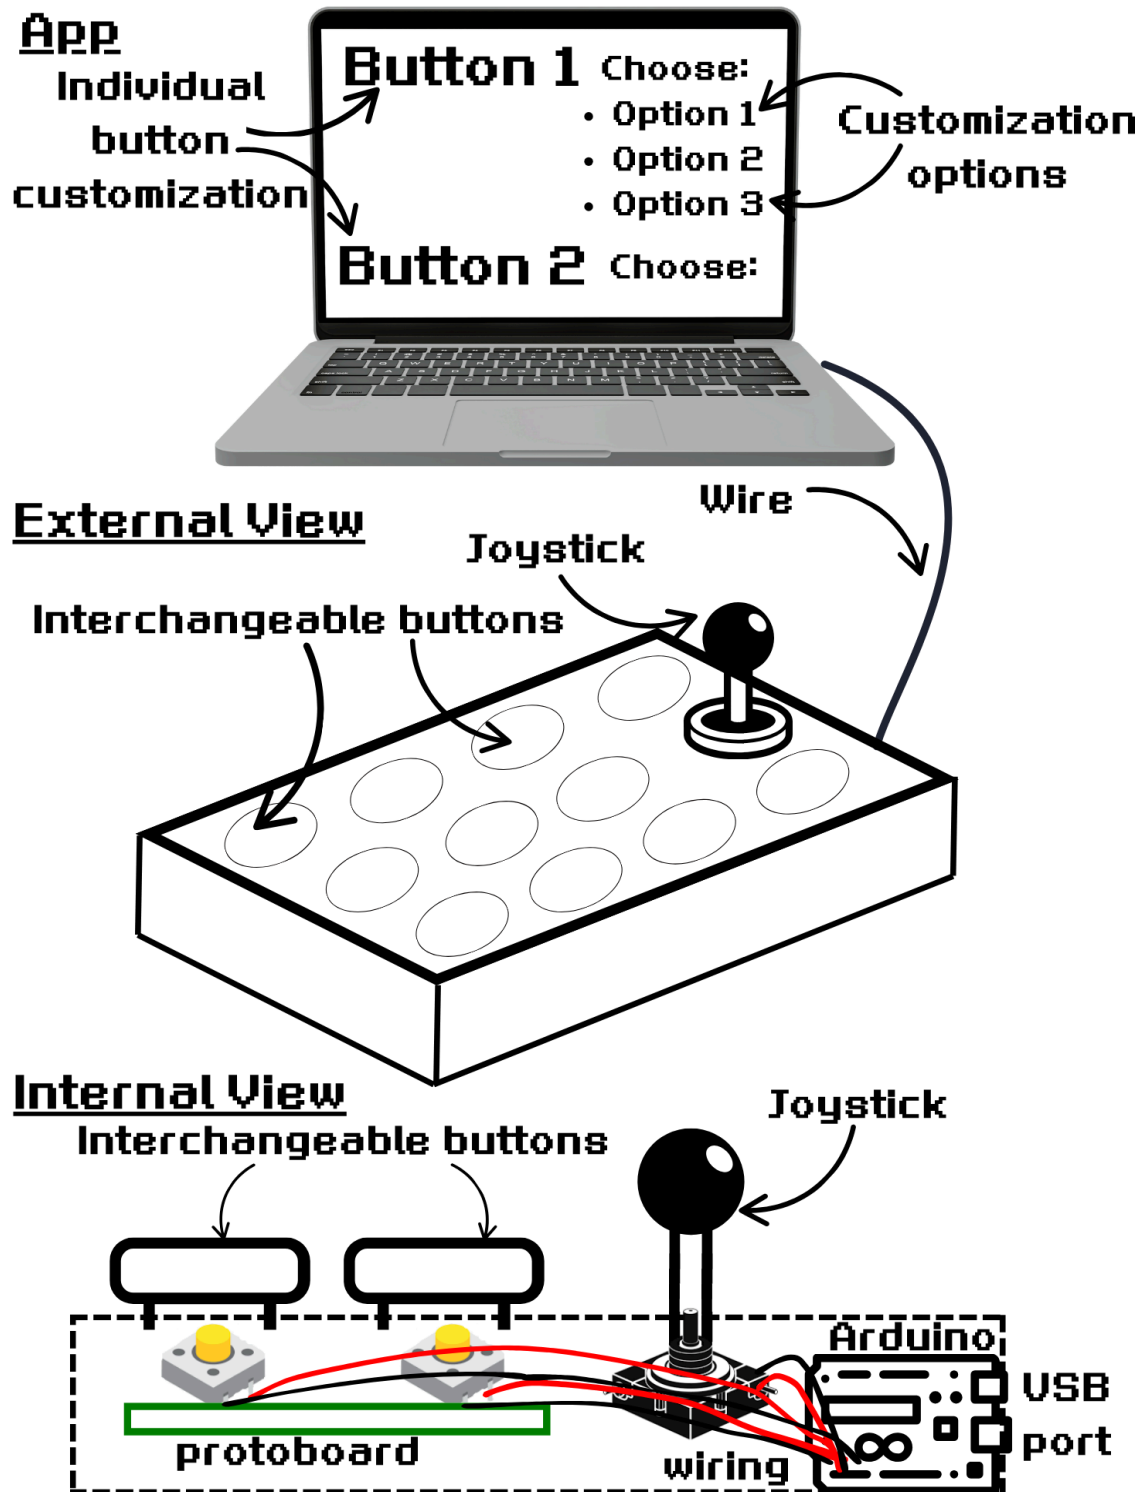 App
Individual
button
customization
Button 1 Choose:
• Option 1
• Option 2
• Option 3
Button 2 Choose:
Customization
options
Wire
External View
Joystick
Interchangeable buttons
Internal View
Interchangeable buttons
Joystick
Arduino
USB
port
protoboard
wiring